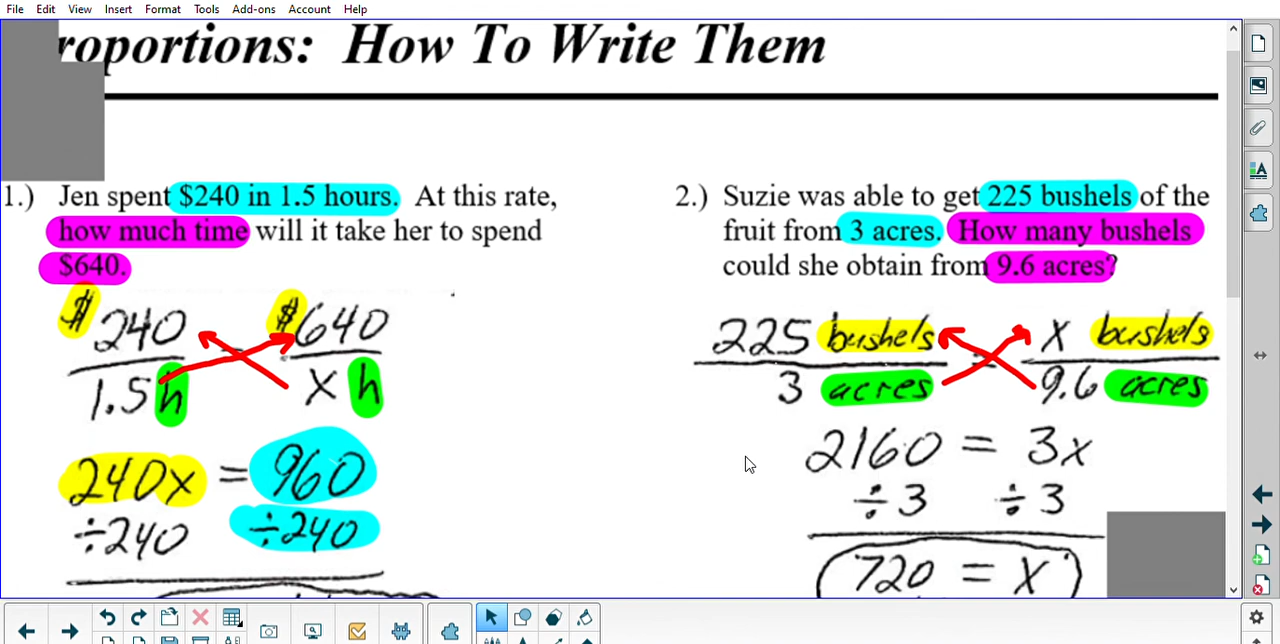 File Edit View Insert Format Tools Add-ons Account Help
roportions: How To Write Them
1.) Jen spent $240 in 1.5 hours. At this rate,
how much time will it take her to spend
$640.
$240 = $640
1.5h x h
240x = 960
÷240 ÷240
2.) Suzie was able to get 225 bushels of the
fruit from 3 acres. How many bushels
could she obtain from 9.6 acres?
225 bushels = x bushels
3 acres 9.6 acres
2160 = 3x
÷3 ÷3
720 = x